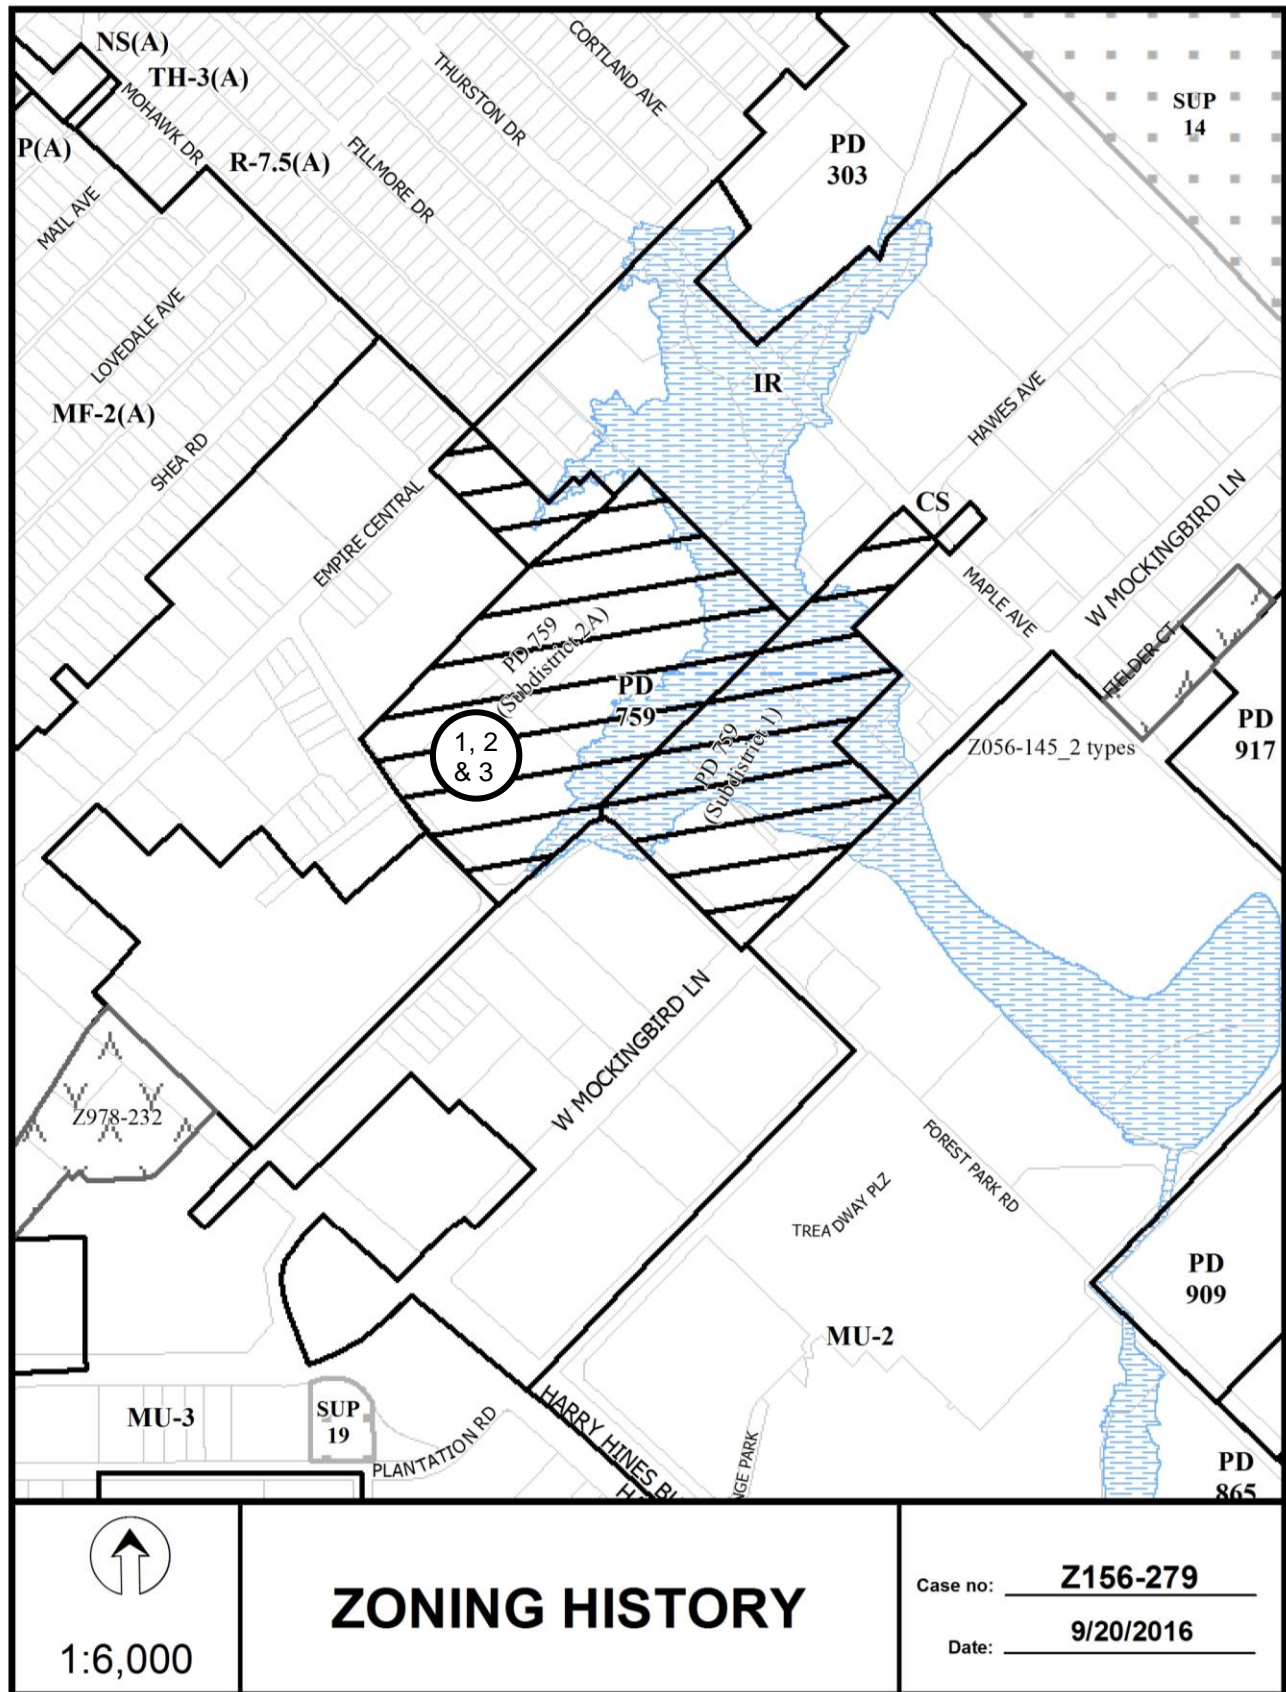 NS(A)
TH-3(A)
P(A)
MOHAWK DR
R-7.5(A)
MAIL AVE
FILLMORE DR
THURSTON DR
CORTLAND AVE
PD
303
SUP
14
LOVEDALE AVE
MF-2(A)
SHEA RD
EMPIRE CENTRAL
IR
HAWES AVE
CS
MAPLE AVE
W MOCKINGBIRD LN
FIELDER CT
PD
917
Z056-145_2 types
PD 759
(Subdistrict 2A)
PD
759
PD 759
(Subdistrict 1)
1, 2
& 3
Z978-232
W MOCKINGBIRD LN
FOREST PARK RD
TREADWAY PLZ
PD
909
MU-2
MU-3
SUP
19
PLANTATION RD
HARRY HINES BL
NGE PARK
PD
865
1:6,000
ZONING HISTORY
Case no: Z156-279
Date: 9/20/2016